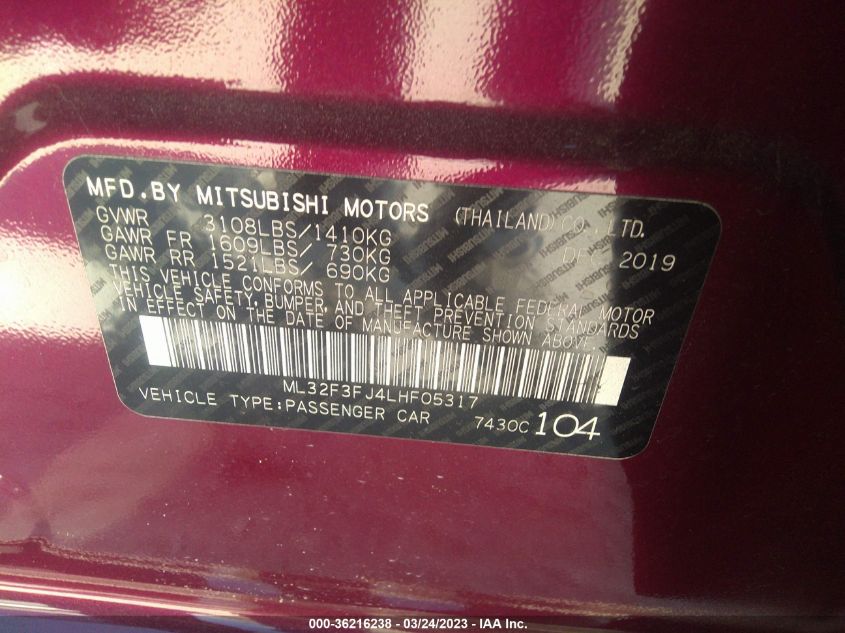 MFD.BY MITSUBISHI MOTORS (THAILAND) CO., LTD.
GVWR 3108LBS/1410KG
GAWR FR 1609LBS/ 730KG 2019
GAWR RR 1521LBS/ 690KG
THIS VEHICLE CONFORMS TO ALL APPLICABLE FEDERAL MOTOR
VEHICLE SAFETY, BUMPER, AND THEFT PREVENTION STANDARDS
IN EFFECT ON THE DATE OF MANUFACTURE SHOWN ABOVE.
ML32F3FJ4LHF05317
VEHICLE TYPE:PASSENGER CAR 7430C 104
000-36216238 - 03/24/2023 - IAA Inc.